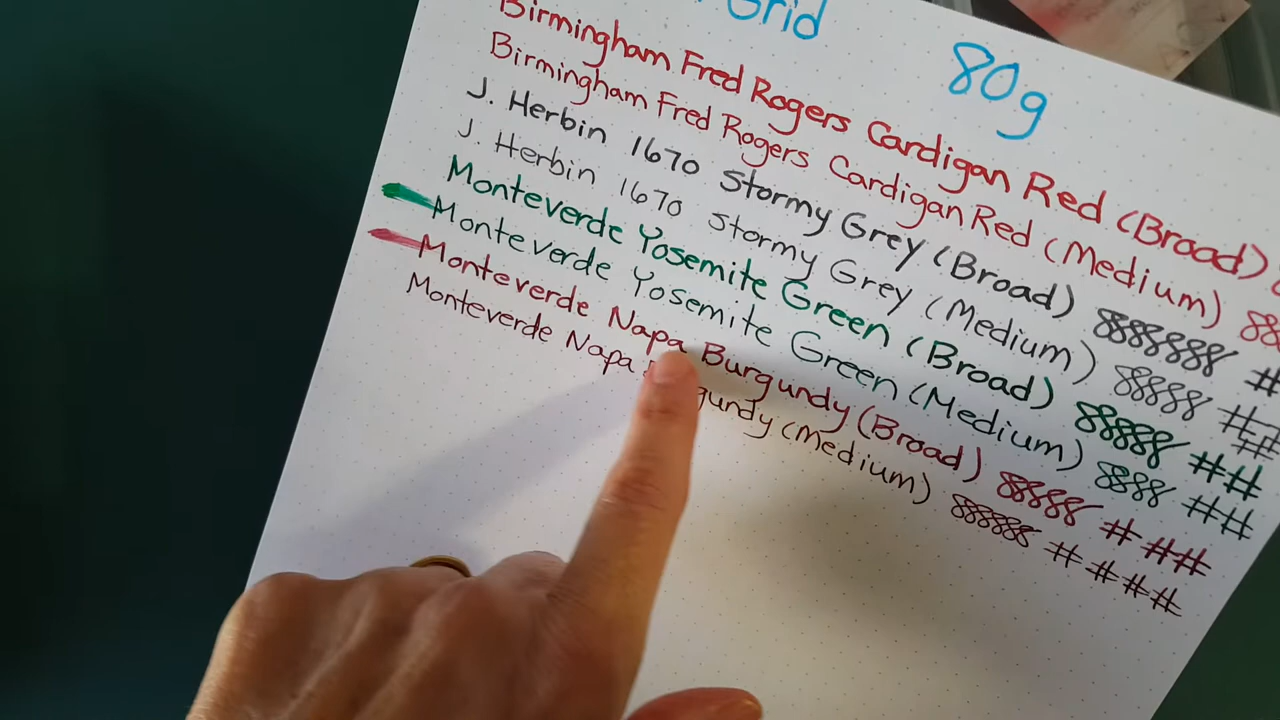 Grid
80g
Birmingham Fred Rogers Cardigan Red (Broad)
Birmingham Fred Rogers Cardigan Red (Medium)
J. Herbin 1670 Stormy Grey (Broad) 8888888 #
J. Herbin 1670 Stormy Grey (Medium) 88888 #
Monteverde Yosemite Green (Broad) 88888 ##
Monteverde Yosemite Green (Medium) 8888 ##
Monteverde Napa Burgundy (Broad) 88888 # ##
Monteverde Napa Burgundy (Medium) 888888 # # ##